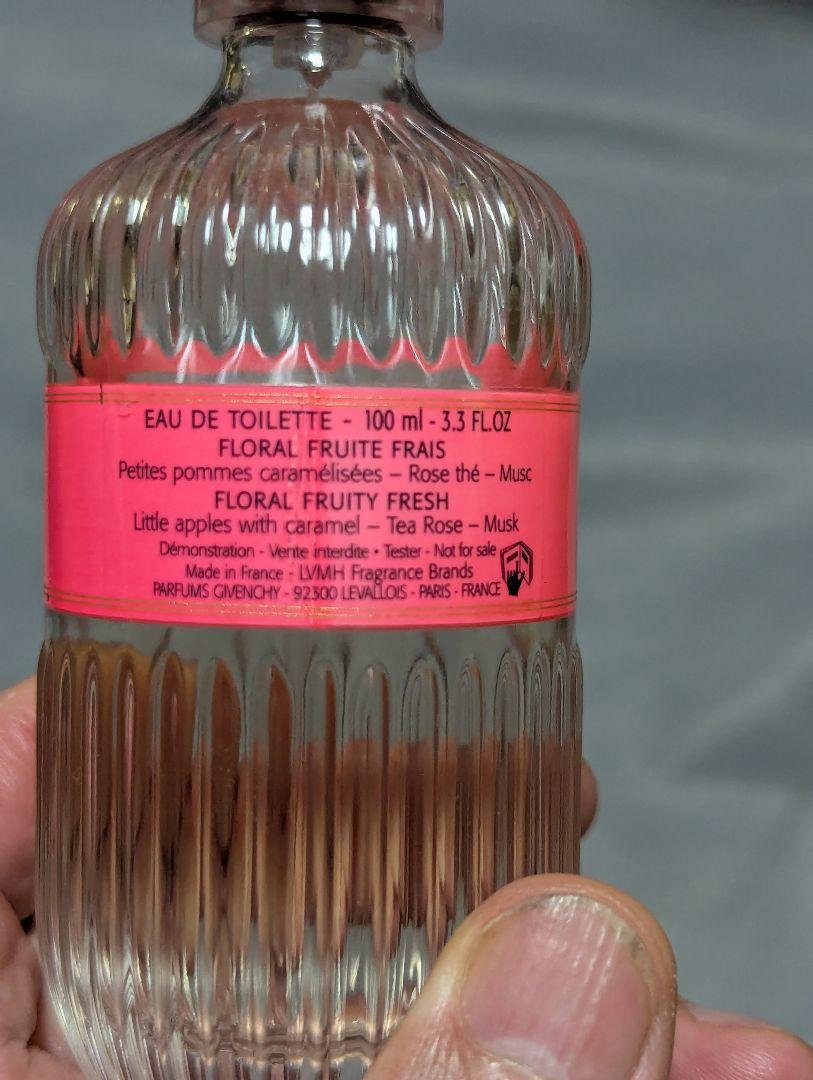 EAU DE TOILETTE - 100 ml - 3.3 FL.OZ
FLORAL FRUITE FRAIS
Petites pommes caramélisées – Rose thé – Musc
FLORAL FRUITY FRESH
Little apples with caramel – Tea Rose – Musk
Démonstration - Vente interdite • Tester - Not for sale
Made in France - LVMH Fragrance Brands
PARFUMS GIVENCHY - 92300 LEVALLOIS - PARIS - FRANCE